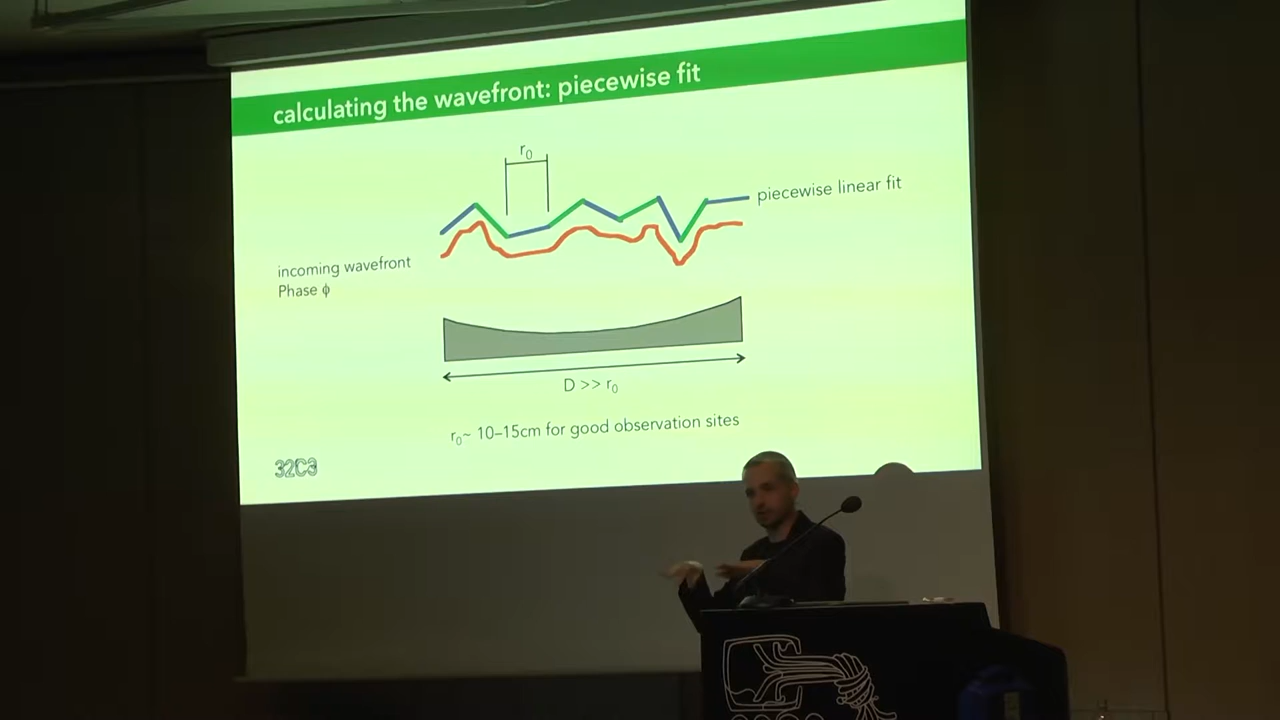 calculating the wavefront: piecewise fit
r₀
piecewise linear fit
incoming wavefront
Phase ϕ
D >> r₀
r₀~ 10–15cm for good observation sites
32C3